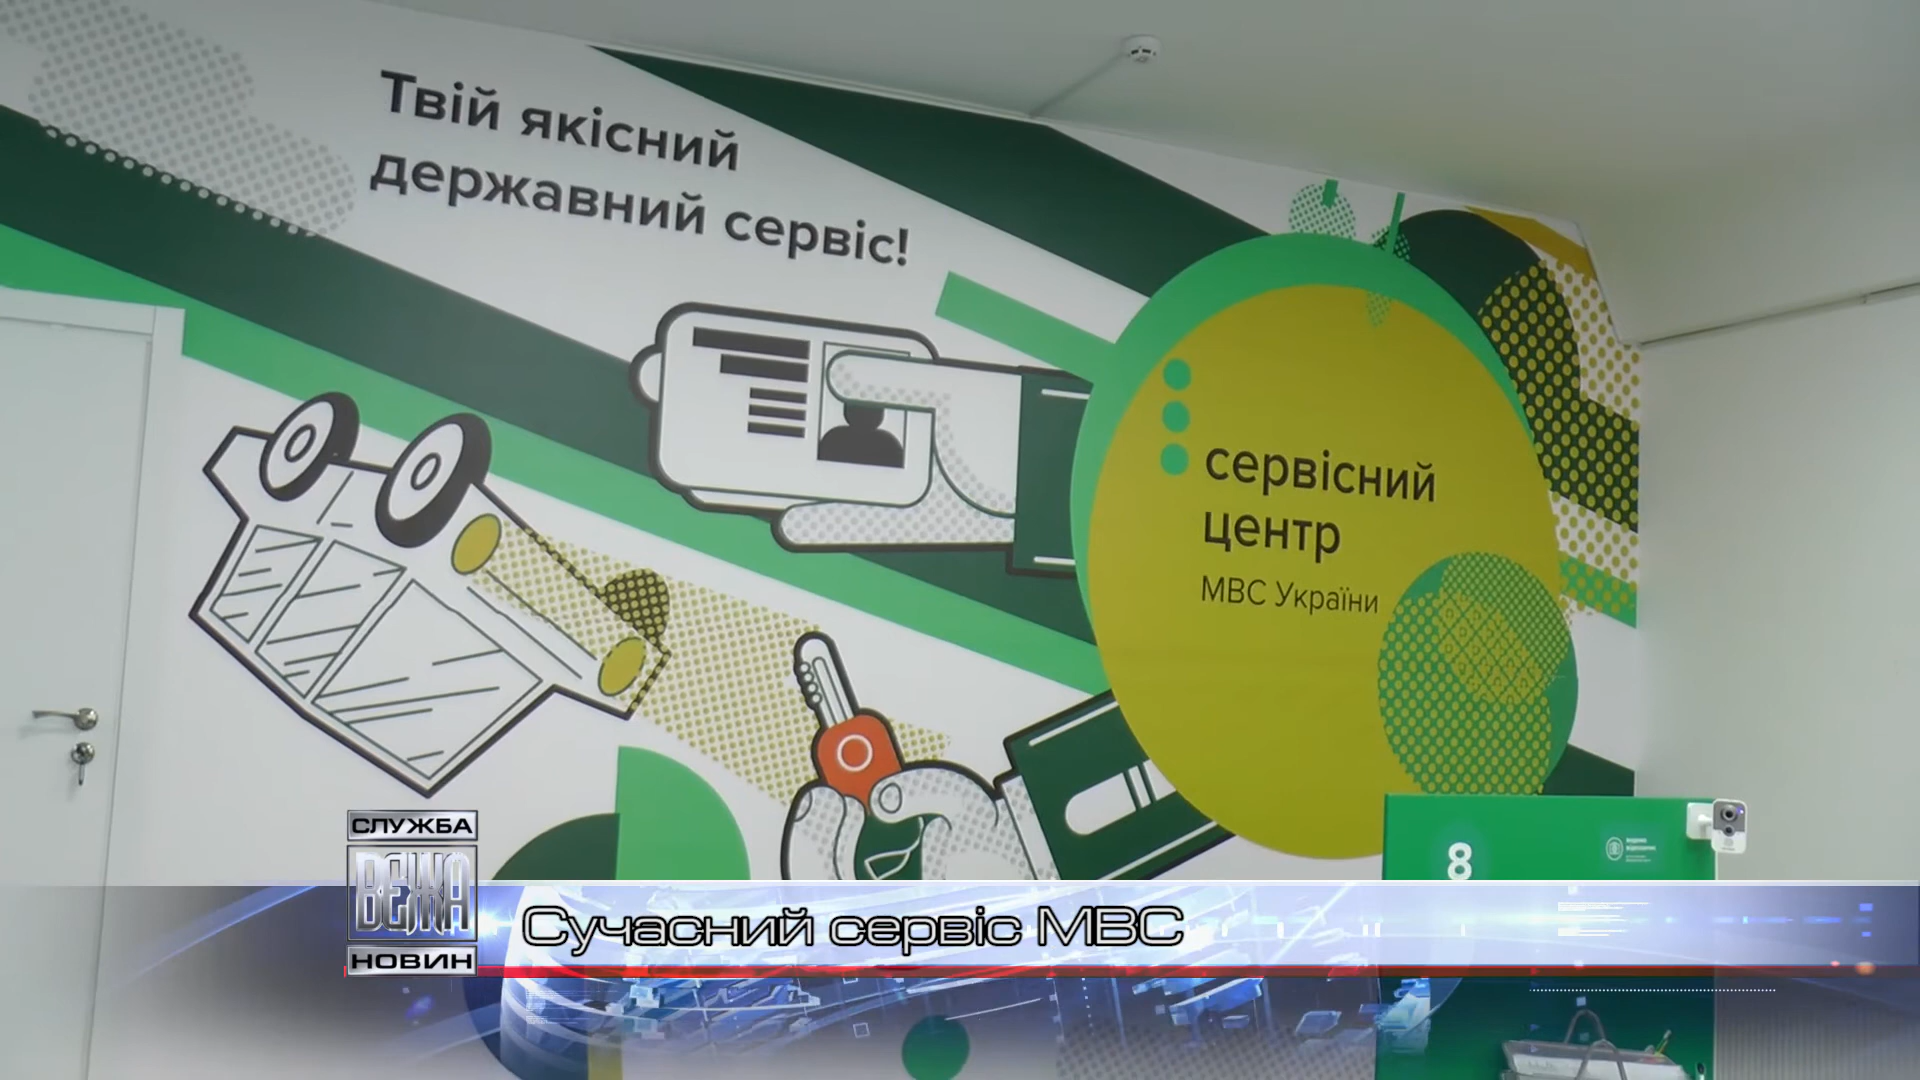 Твій якісний
державний сервіс!
сервісний
центр
МВС України
8
СЛУЖБА
ВЕЖА
НОВИН
Сучасний сервіс МВС